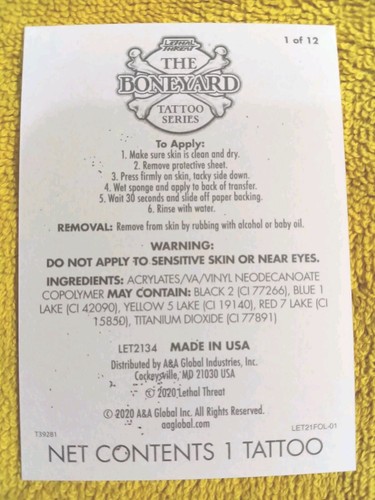 1 of 12
LETHAL THREAT
THE
BONEYARD
TATTOO
SERIES
To Apply:
1. Make sure skin is clean and dry.
2. Remove protective sheet.
3. Press firmly on skin, tacky side down.
4. Wet sponge and apply to back of transfer.
5. Wait 30 seconds and slide off paper backing.
6. Rinse with water.
REMOVAL: Remove from skin by rubbing with alcohol or baby oil.
WARNING:
DO NOT APPLY TO SENSITIVE SKIN OR NEAR EYES.
INGREDIENTS: ACRYLATES/VA/VINYL NEODECANOATE
COPOLYMER MAY CONTAIN: BLACK 2 (CI 77266), BLUE 1
LAKE (CI 42090), YELLOW 5 LAKE (CI 19140), RED 7 LAKE (CI
15850), TITANIUM DIOXIDE (CI 77891)
LET2134 MADE IN USA
Distributed by A&A Global Industries, Inc.
Cockeysville, MD 21030 USA
© 2020 Lethal Threat
© 2020 A&A Global Inc. All Rights Reserved.
aaglobal.com
T39281
LET21FOL-01
NET CONTENTS 1 TATTOO